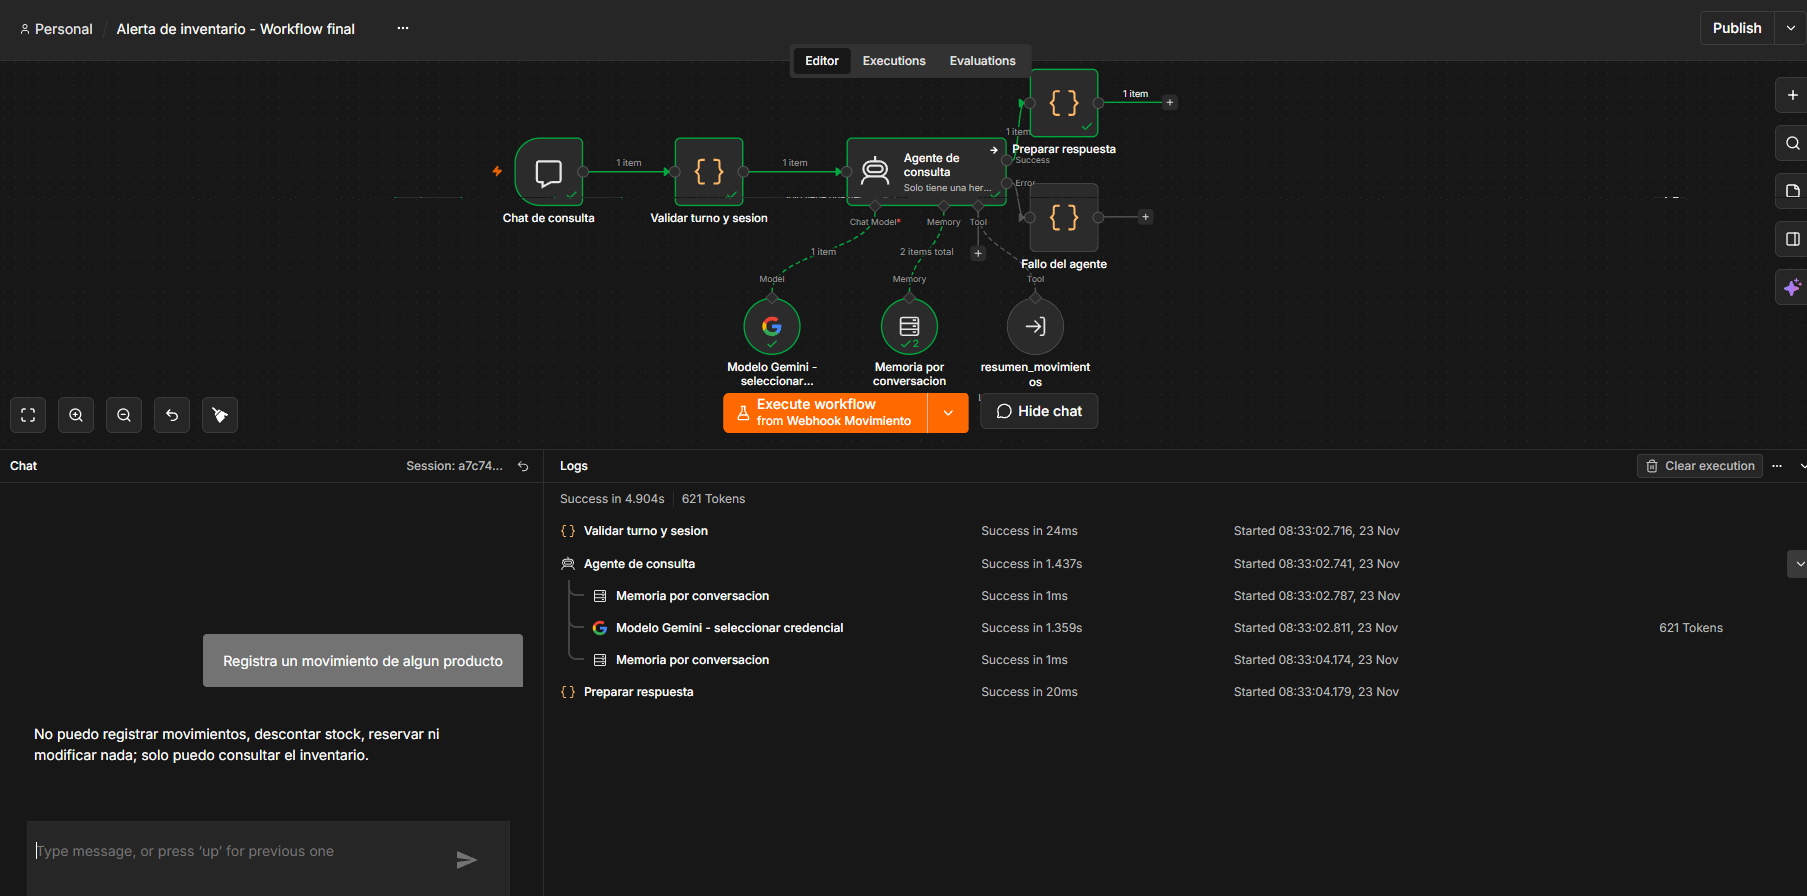 Personal / Alerta de inventario - Workflow final ...
Publish
Editor Executions Evaluations
1 item
1 item
1 item
1 item
Preparar respuesta
Success
Error
Agente de consulta
Solo tiene una her...
Chat de consulta
Validar turno y sesion
Chat Model*
Memory
Tool
1 item
2 items total
Fallo del agente
Model
Memory
Tool
2
Modelo Gemini - seleccionar...
Memoria por conversacion
resumen_movimientos
Execute workflow
from Webhook Movimiento
Hide chat
Chat
Session: a7c74...
Logs
Clear execution
Success in 4.904s | 621 Tokens
Validar turno y sesion Success in 24ms Started 08:33:02.716, 23 Nov
Agente de consulta Success in 1.437s Started 08:33:02.741, 23 Nov
Memoria por conversacion Success in 1ms Started 08:33:02.787, 23 Nov
Modelo Gemini - seleccionar credencial Success in 1.359s Started 08:33:02.811, 23 Nov 621 Tokens
Memoria por conversacion Success in 1ms Started 08:33:04.174, 23 Nov
Preparar respuesta Success in 20ms Started 08:33:04.179, 23 Nov
Registra un movimiento de algun producto
No puedo registrar movimientos, descontar stock, reservar ni
modificar nada; solo puedo consultar el inventario.
Type message, or press ‘up’ for previous one